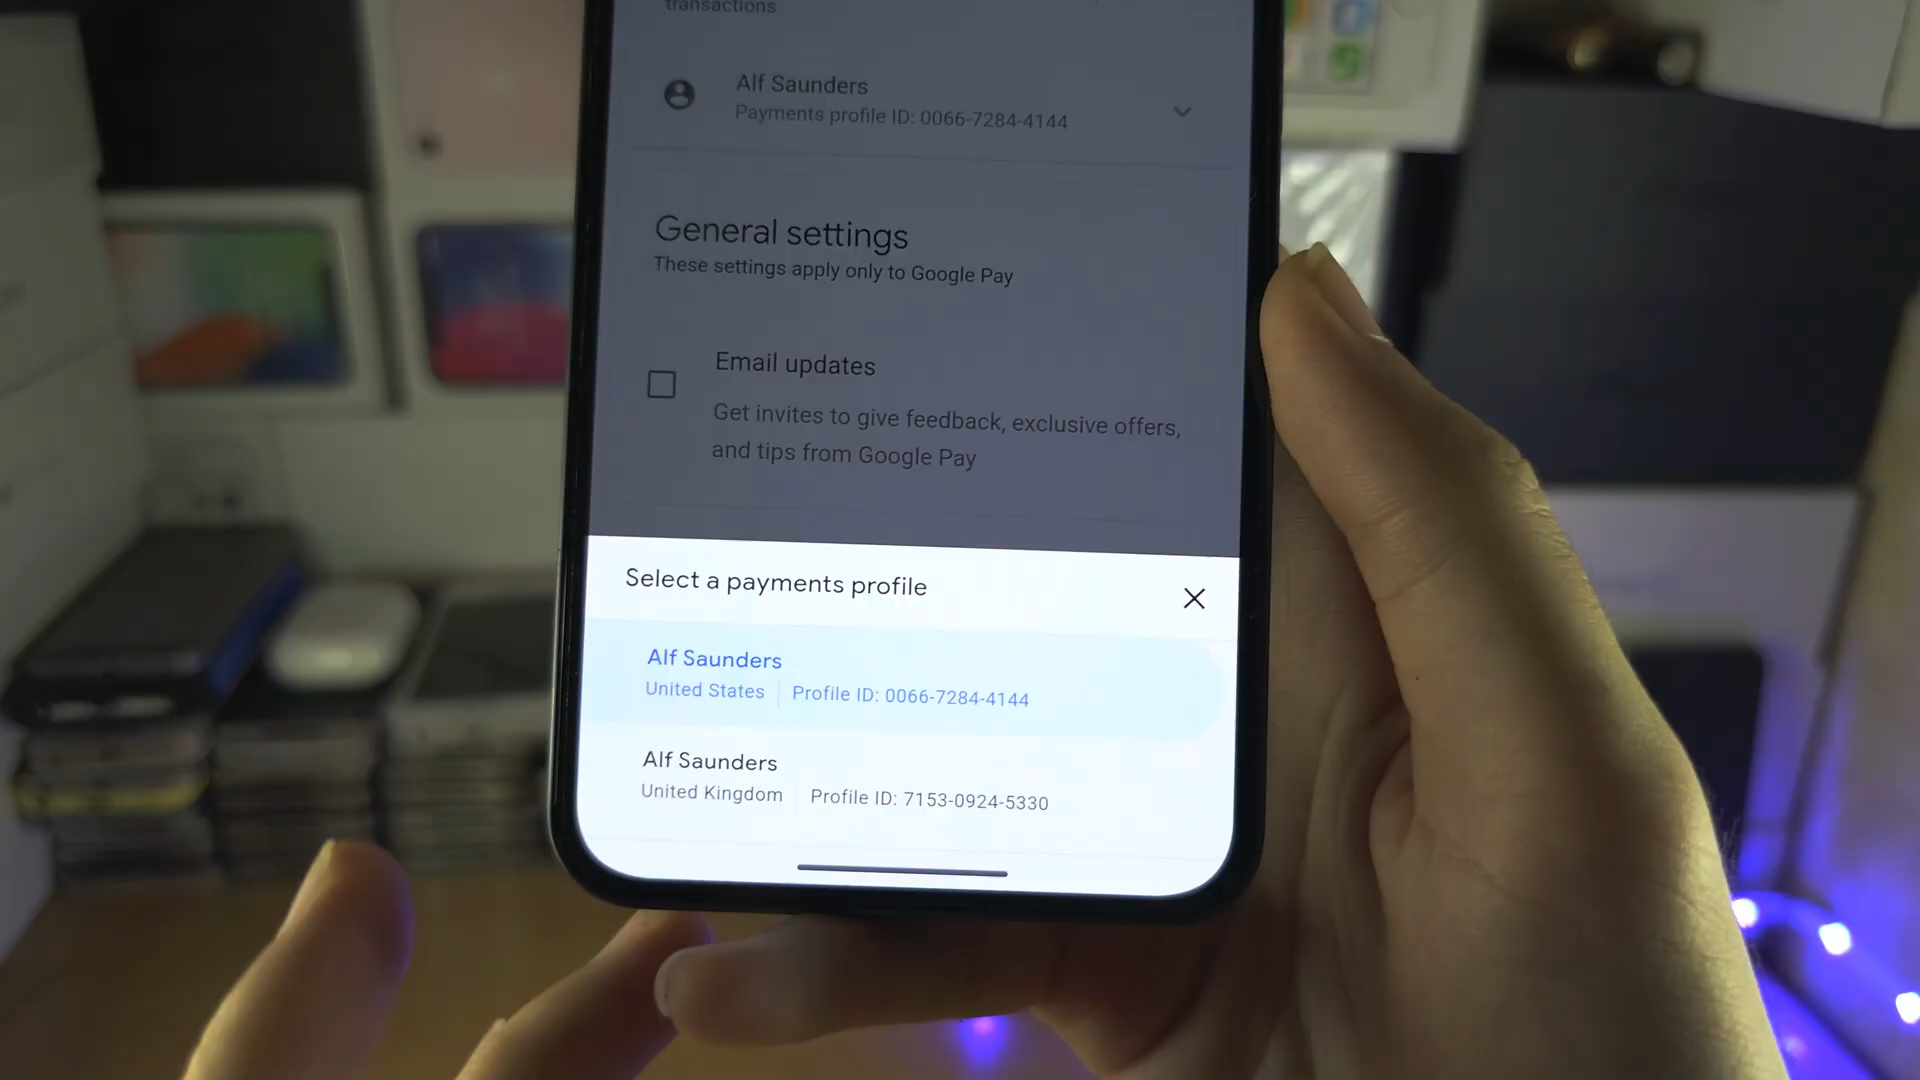 transactions
Alf Saunders
Payments profile ID: 0066-7284-4144
General settings
These settings apply only to Google Pay
Email updates
Get invites to give feedback, exclusive offers,
and tips from Google Pay
Select a payments profile
Alf Saunders
United States Profile ID: 0066-7284-4144
Alf Saunders
United Kingdom Profile ID: 7153-0924-5330